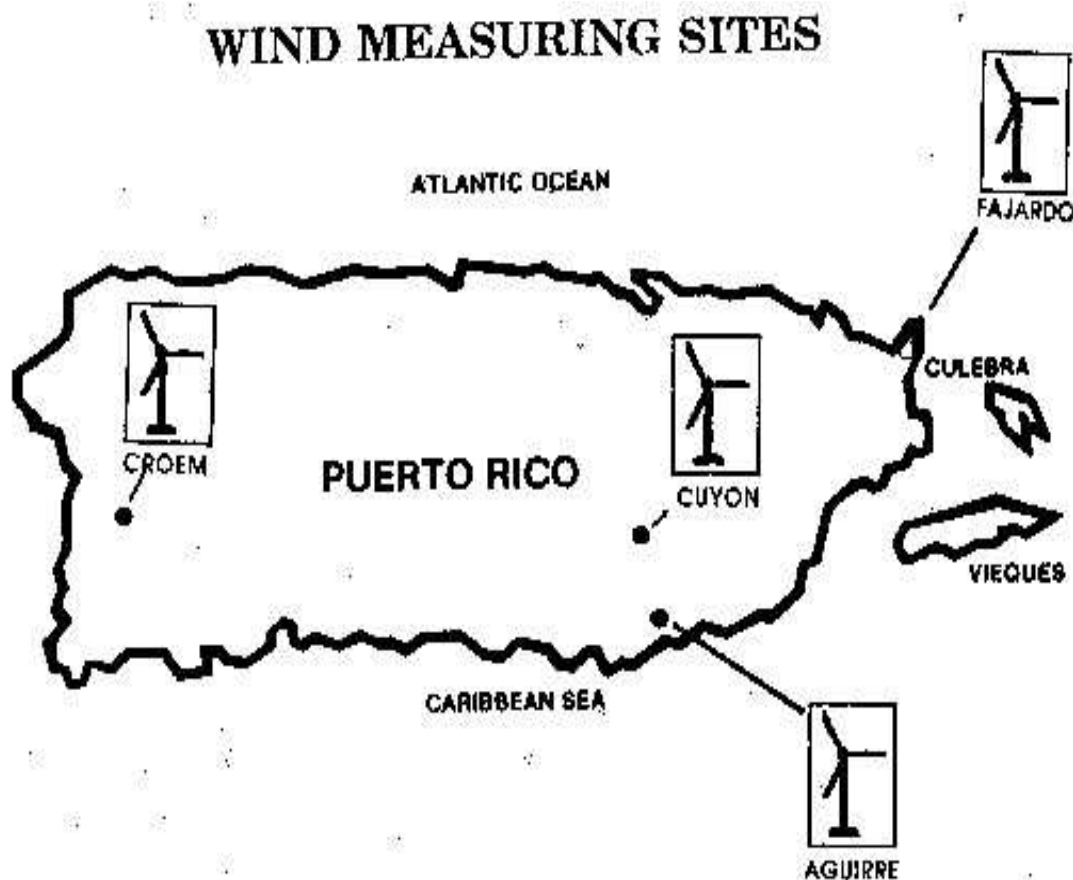 WIND MEASURING SITES
ATLANTIC OCEAN
FAJARDO
CULEBRA
CROEM
PUERTO RICO
CUYON
VIEQUES
CARIBBEAN SEA
AGUIRRE